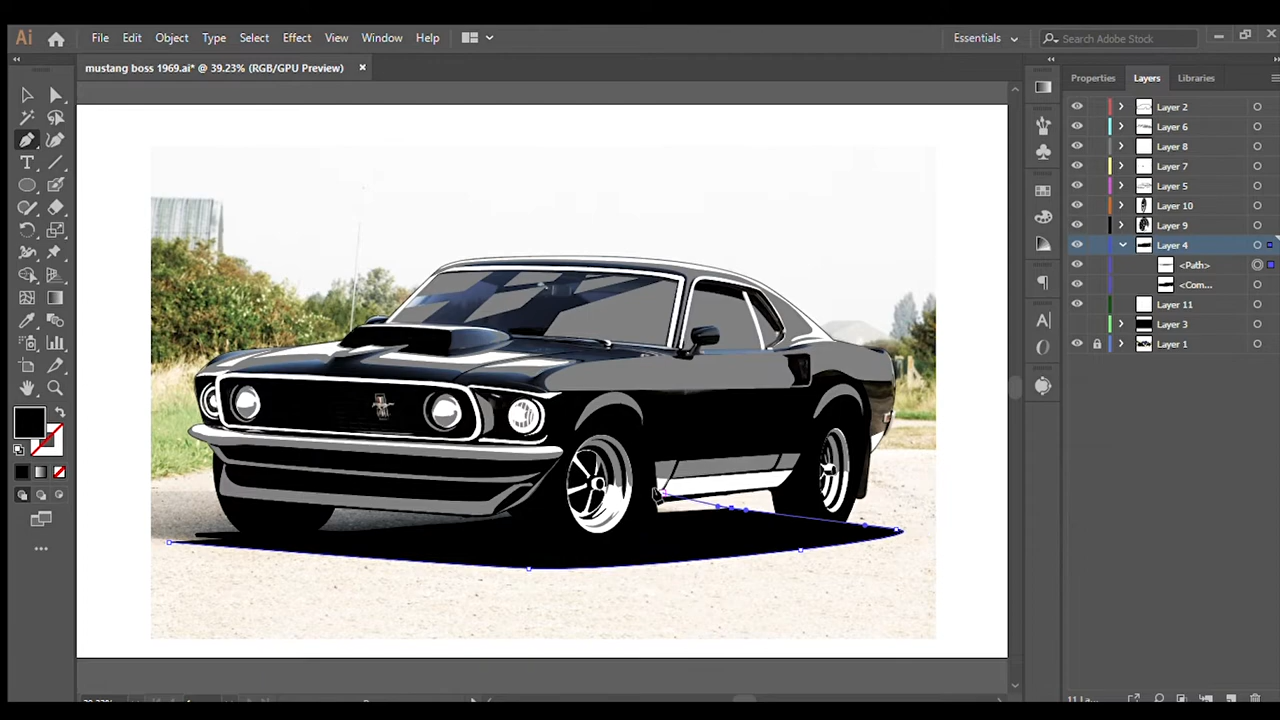 Ai File Edit Object Type Select Effect View Window Help Essentials Search Adobe Stock
mustang boss 1969.ai* @ 39.23% (RGB/GPU Preview) ×
Properties Layers Libraries
Layer 2
Layer 6
Layer 8
Layer 7
Layer 5
Layer 10
Layer 9
Layer 4
<Path>
<Com...
Layer 11
Layer 3
Layer 1